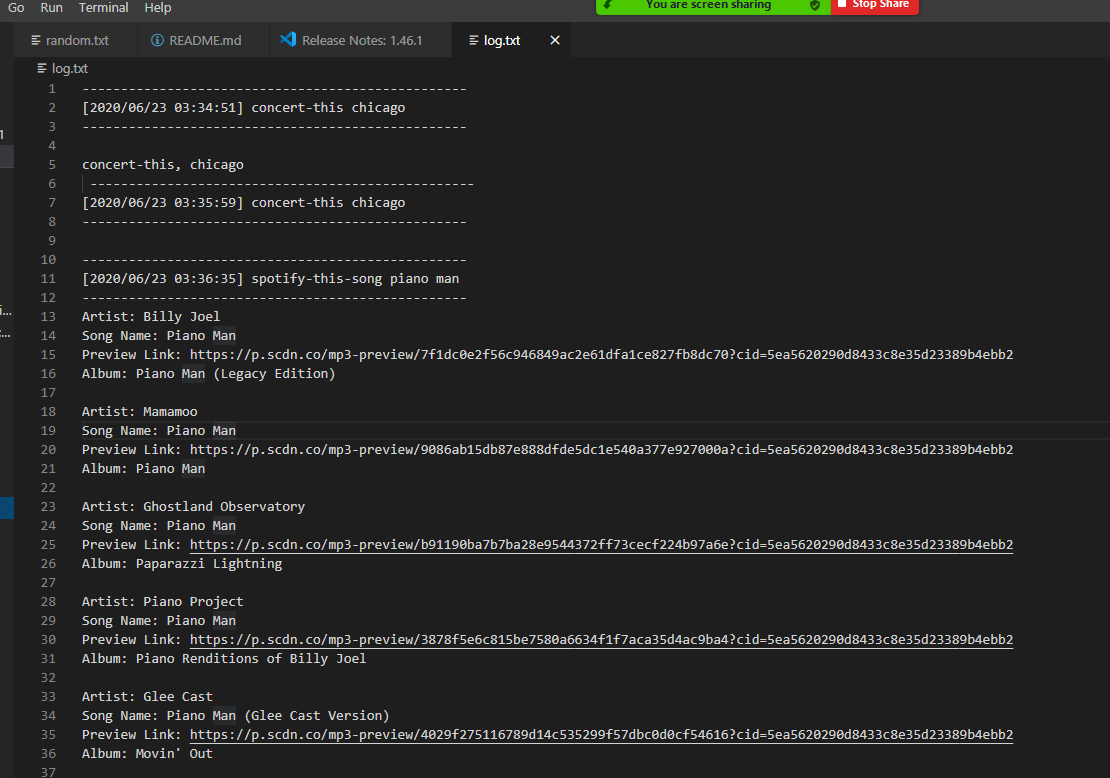 Go Run Terminal Help
You are screen sharing Stop Share
random.txt README.md Release Notes: 1.46.1 log.txt
log.txt
1 --------------------------------------------------
2 [2020/06/23 03:34:51] concert-this chicago
3 --------------------------------------------------
4
5 concert-this, chicago
6 --------------------------------------------------
7 [2020/06/23 03:35:59] concert-this chicago
8 --------------------------------------------------
9
10 --------------------------------------------------
11 [2020/06/23 03:36:35] spotify-this-song piano man
12 --------------------------------------------------
13 Artist: Billy Joel
14 Song Name: Piano Man
15 Preview Link: https://p.scdn.co/mp3-preview/7f1dc0e2f56c946849ac2e61dfa1ce827fb8dc70?cid=5ea5620290d8433c8e35d23389b4ebb2
16 Album: Piano Man (Legacy Edition)
17
18 Artist: Mamamoo
19 Song Name: Piano Man
20 Preview Link: https://p.scdn.co/mp3-preview/9086ab15db87e888dfde5dc1e540a377e927000a?cid=5ea5620290d8433c8e35d23389b4ebb2
21 Album: Piano Man
22
23 Artist: Ghostland Observatory
24 Song Name: Piano Man
25 Preview Link: https://p.scdn.co/mp3-preview/b91190ba7b7ba28e9544372ff73cecf224b97a6e?cid=5ea5620290d8433c8e35d23389b4ebb2
26 Album: Paparazzi Lightning
27
28 Artist: Piano Project
29 Song Name: Piano Man
30 Preview Link: https://p.scdn.co/mp3-preview/3878f5e6c815be7580a6634f1f7aca35d4ac9ba4?cid=5ea5620290d8433c8e35d23389b4ebb2
31 Album: Piano Renditions of Billy Joel
32
33 Artist: Glee Cast
34 Song Name: Piano Man (Glee Cast Version)
35 Preview Link: https://p.scdn.co/mp3-preview/4029f275116789d14c535299f57dbc0d0cf54616?cid=5ea5620290d8433c8e35d23389b4ebb2
36 Album: Movin' Out
37